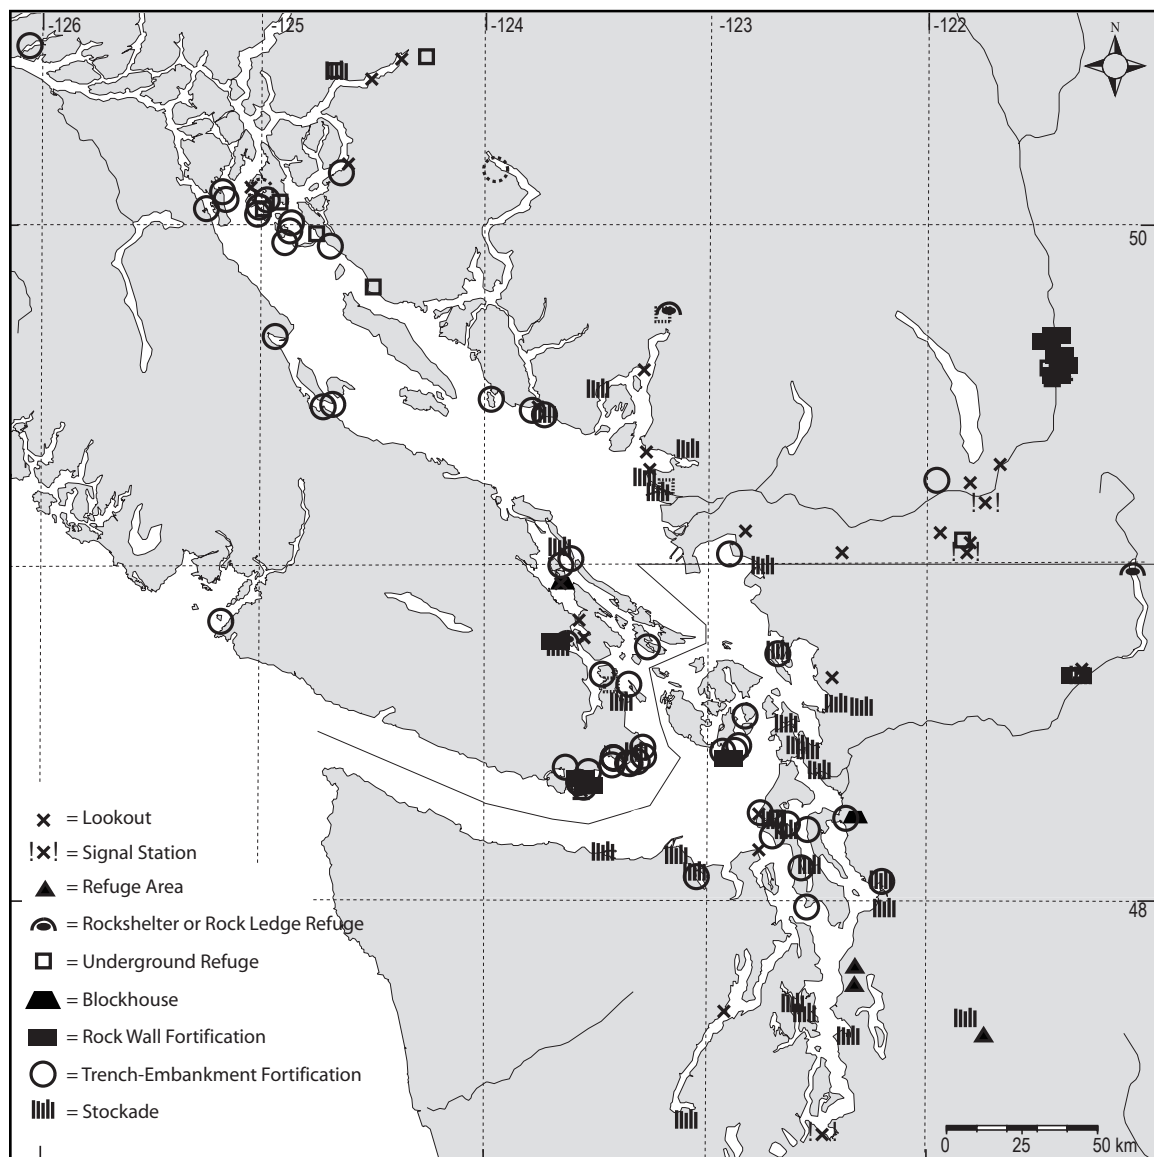 -126
-125
-124
-123
-122
N
50
!×!
!×!
= Lookout
!×! = Signal Station
= Refuge Area
= Rockshelter or Rock Ledge Refuge
48
= Underground Refuge
= Blockhouse
= Rock Wall Fortification
= Trench-Embankment Fortification
= Stockade
!×!
0 25 50 km